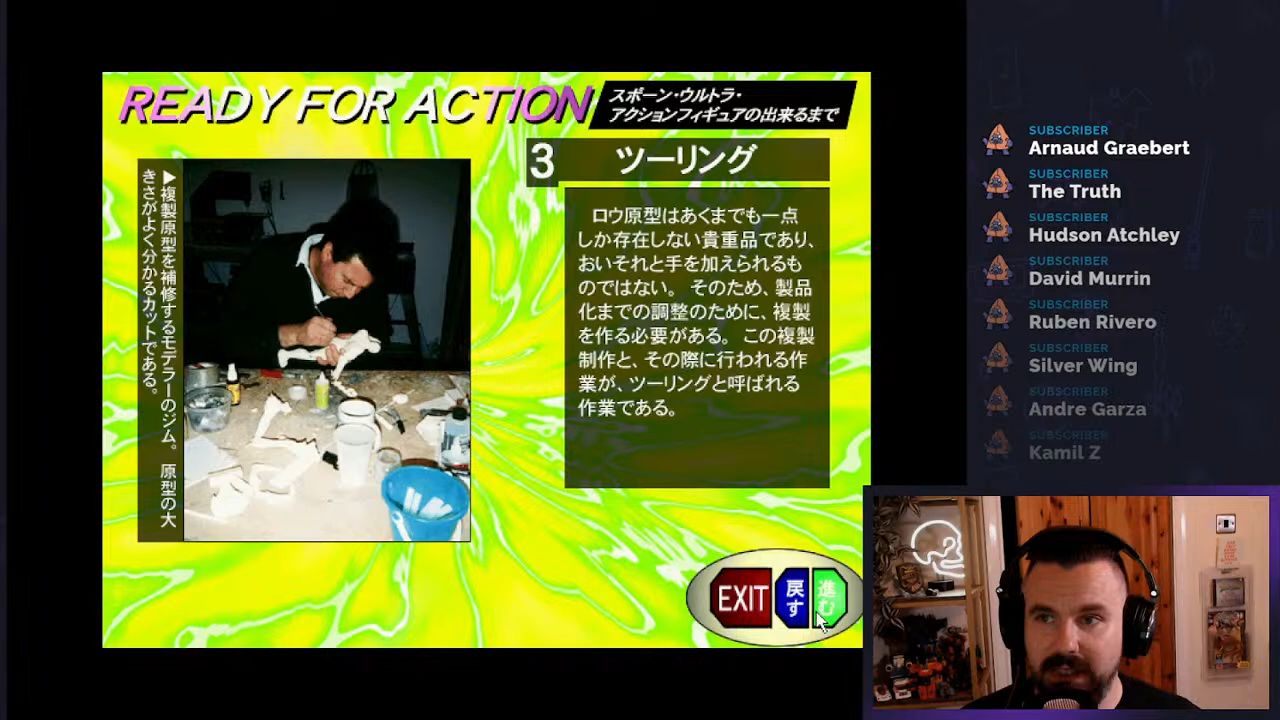 READY FOR ACTION
スポーン・ウルトラ・
アクションフィギュアの出来るまで
3 ツーリング
▶複製原型を補修するモデラーのジム。 原型の大
きさがよく分かるカットである。
ロウ原型はあくまでも一点
しか存在しない貴重品であり、
おいそれと手を加えられるも
のではない。 そのため、製品
化までの調整のために、複製
を作る必要がある。 この複製
制作と、その際に行われる作
業が、ツーリングと呼ばれる
作業である。
EXIT
戻す
進む
SUBSCRIBER
Arnaud Graebert
SUBSCRIBER
The Truth
SUBSCRIBER
Hudson Atchley
SUBSCRIBER
David Murrin
SUBSCRIBER
Ruben Rivero
SUBSCRIBER
Silver Wing
SUBSCRIBER
Andre Garza
SUBSCRIBER
Kamil Z